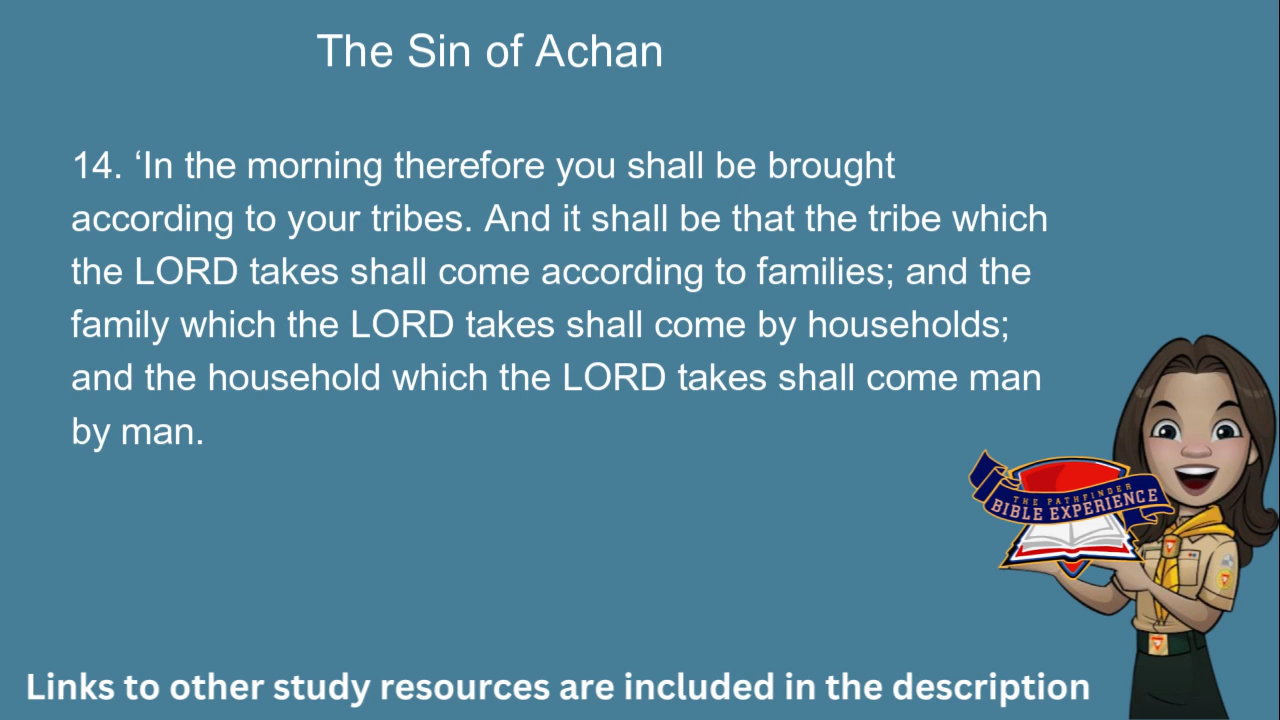 The Sin of Achan
14. ‘In the morning therefore you shall be brought
according to your tribes. And it shall be that the tribe which
the LORD takes shall come according to families; and the
family which the LORD takes shall come by households;
and the household which the LORD takes shall come man
by man.
THE PATHFINDER
BIBLE EXPERIENCE
Links to other study resources are included in the description